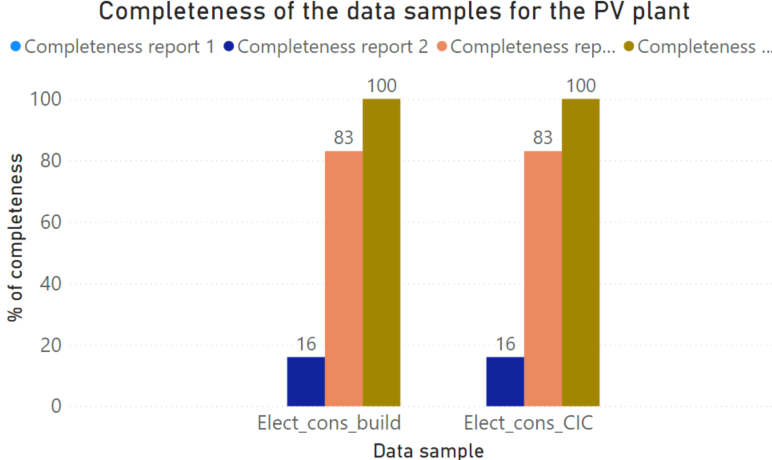 Completeness of the data samples for the PV plant
Completeness report 1 Completeness report 2 Completeness rep... Completeness ...
100
80
60
40
20
0
% of completeness
16 83 100
16 83 100
Elect_cons_build Elect_cons_CIC
Data sample